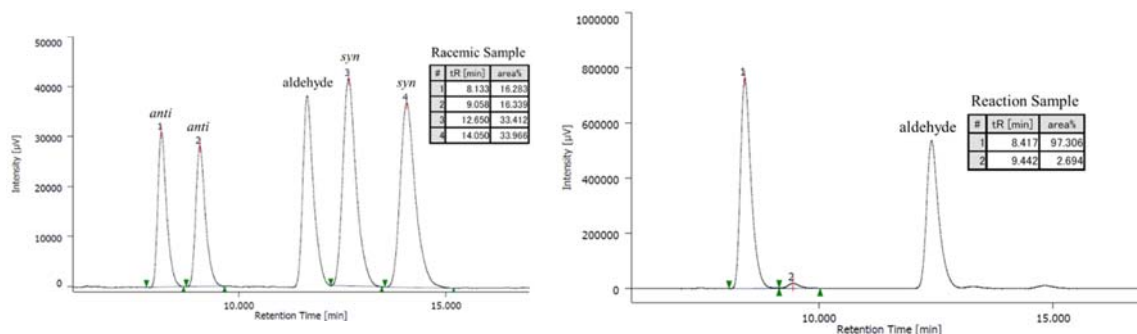 50000
40000
30000
20000
10000
0
Intensity [µV]
anti
1
anti
2
aldehyde
syn
3
syn
4
Racemic Sample
# tR [min] area%
1 8.133 16.283
2 9.058 16.339
3 12.650 33.412
4 14.050 33.966
10.000 15.000
Retention Time [min]
1000000
800000
600000
400000
200000
0
Intensity [µV]
1
2
aldehyde
Reaction Sample
# tR [min] area%
1 8.417 97.306
2 9.442 2.694
10.000 15.000
Retention Time [min]